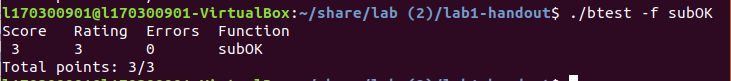 l170300901@l170300901-VirtualBox:~/share/lab (2)/lab1-handout$ ./btest -f subOK
Score Rating Errors Function
3 3 0 subOK
Total points: 3/3